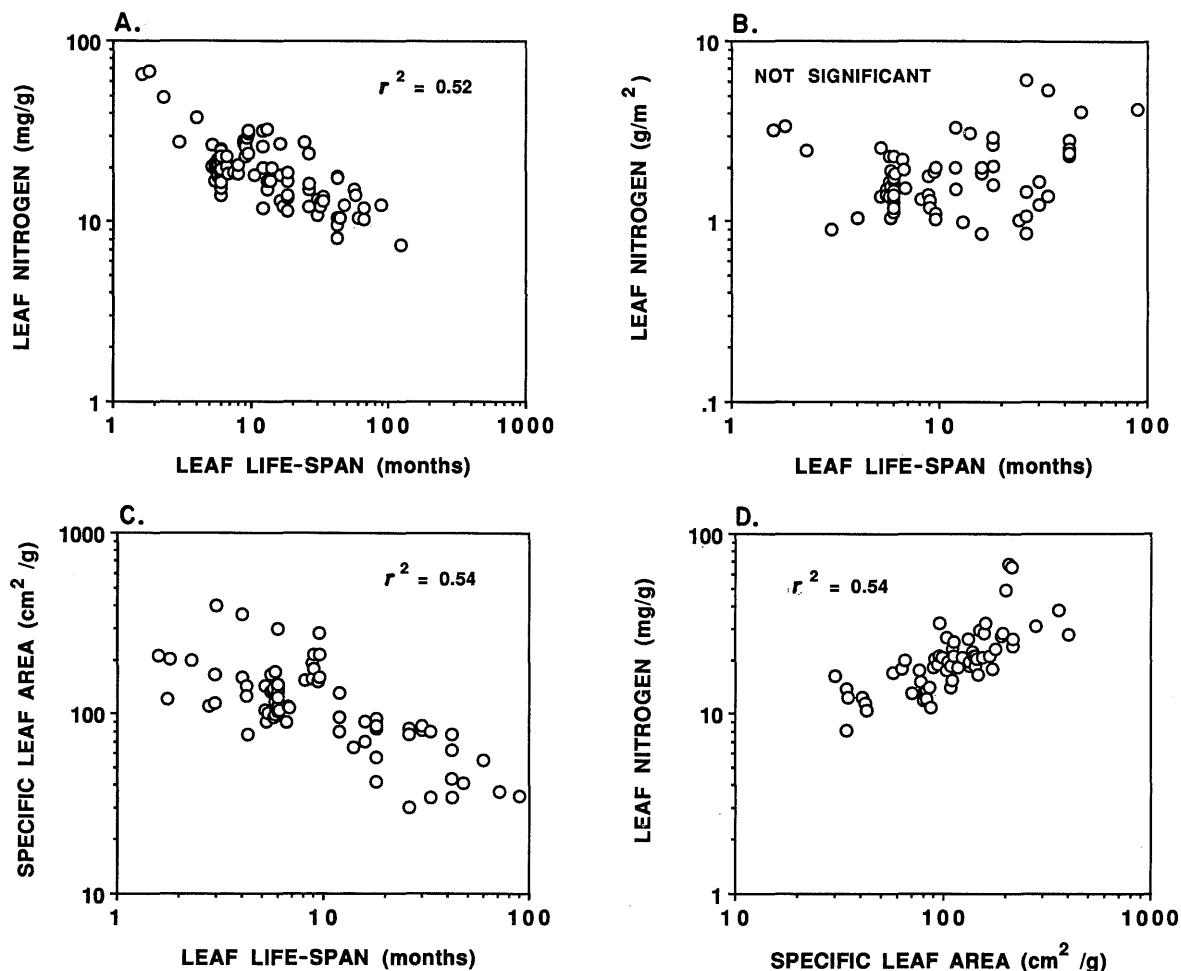 A.
LEAF NITROGEN (mg/g)
100
10
1
r² = 0.52
1 10 100 1000
LEAF LIFE-SPAN (months)
B.
LEAF NITROGEN (g/m²)
10
1
.1
NOT SIGNIFICANT
1 10 100
LEAF LIFE-SPAN (months)
C.
SPECIFIC LEAF AREA (cm² /g)
1000
100
10
r² = 0.54
1 10 100
LEAF LIFE-SPAN (months)
D.
LEAF NITROGEN (mg/g)
100
10
1
r² = 0.54
10 100 1000
SPECIFIC LEAF AREA (cm² /g)